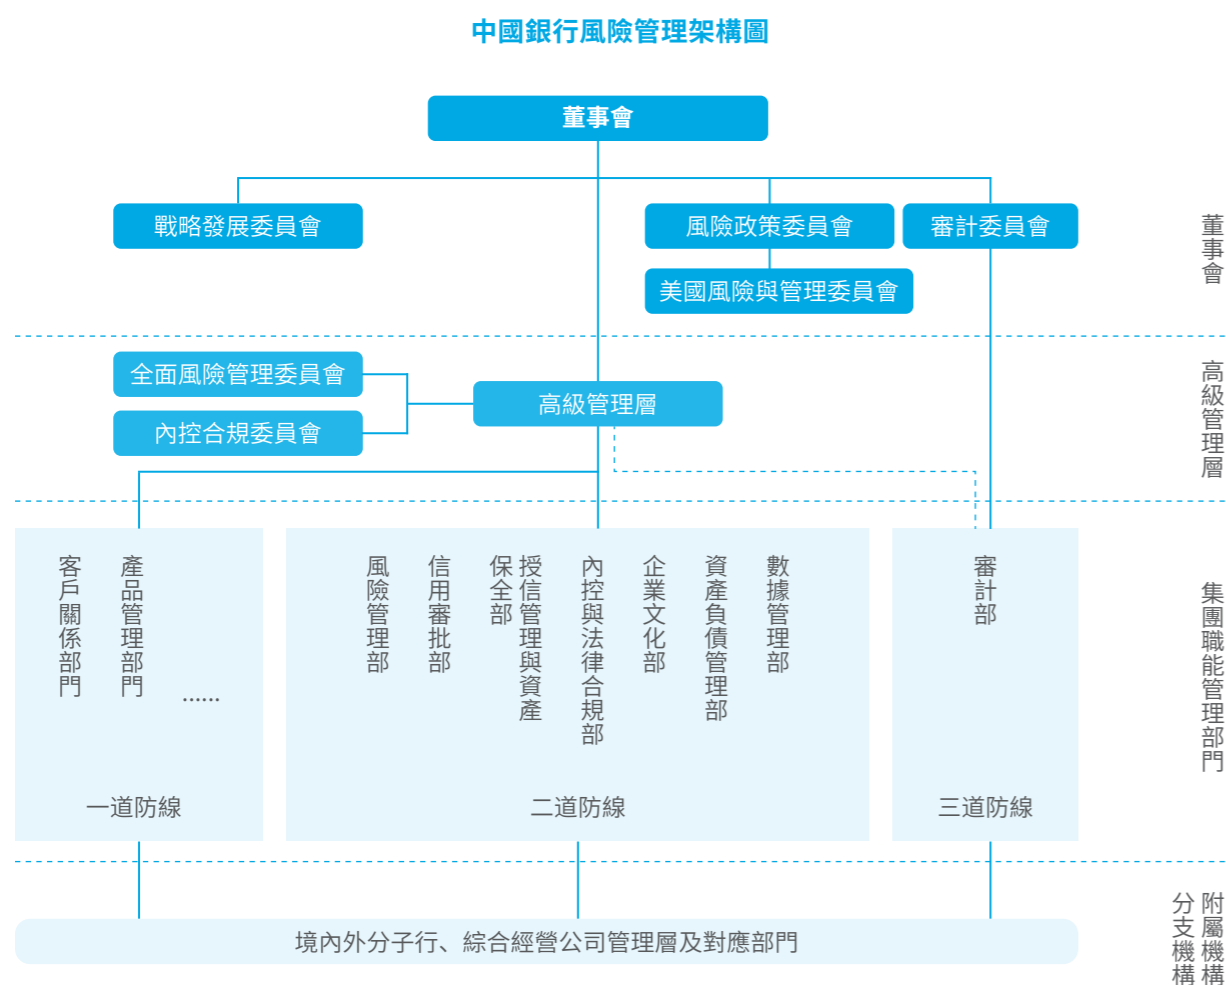 中國銀行風險管理架構圖
董事會
戰略發展委員會
風險政策委員會
審計委員會
美國風險與管理委員會
董事會
全面風險管理委員會
內控合規委員會
高級管理層
高級管理層
客戶關係部門
產品管理部門
......
一道防線
風險管理部
信用審批部
授信管理與資產
保全部
內控與法律合規部
企業文化部
資產負債管理部
數據管理部
二道防線
審計部
三道防線
集團職能管理部門
境內外分子行、綜合經營公司管理層及對應部門
附屬機構
分支機構